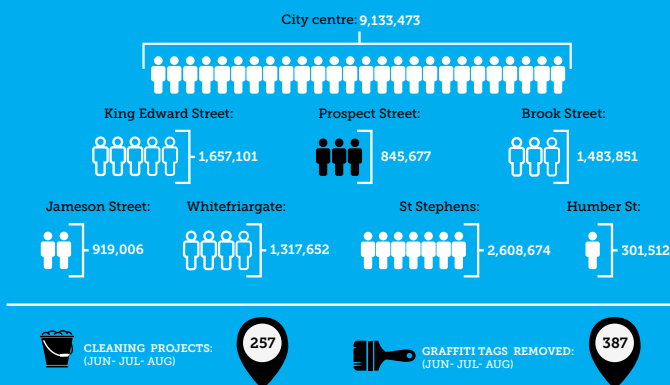 City centre: 9,133,473
King Edward Street:
1,657,101
Prospect Street:
845,677
Brook Street:
1,483,851
Jameson Street:
919,006
Whitefriargate:
1,317,652
St Stephens:
2,608,674
Humber St:
301,512
CLEANING PROJECTS:
(JUN- JUL- AUG)
257
GRAFFITI TAGS REMOVED:
(JUN- JUL- AUG)
387